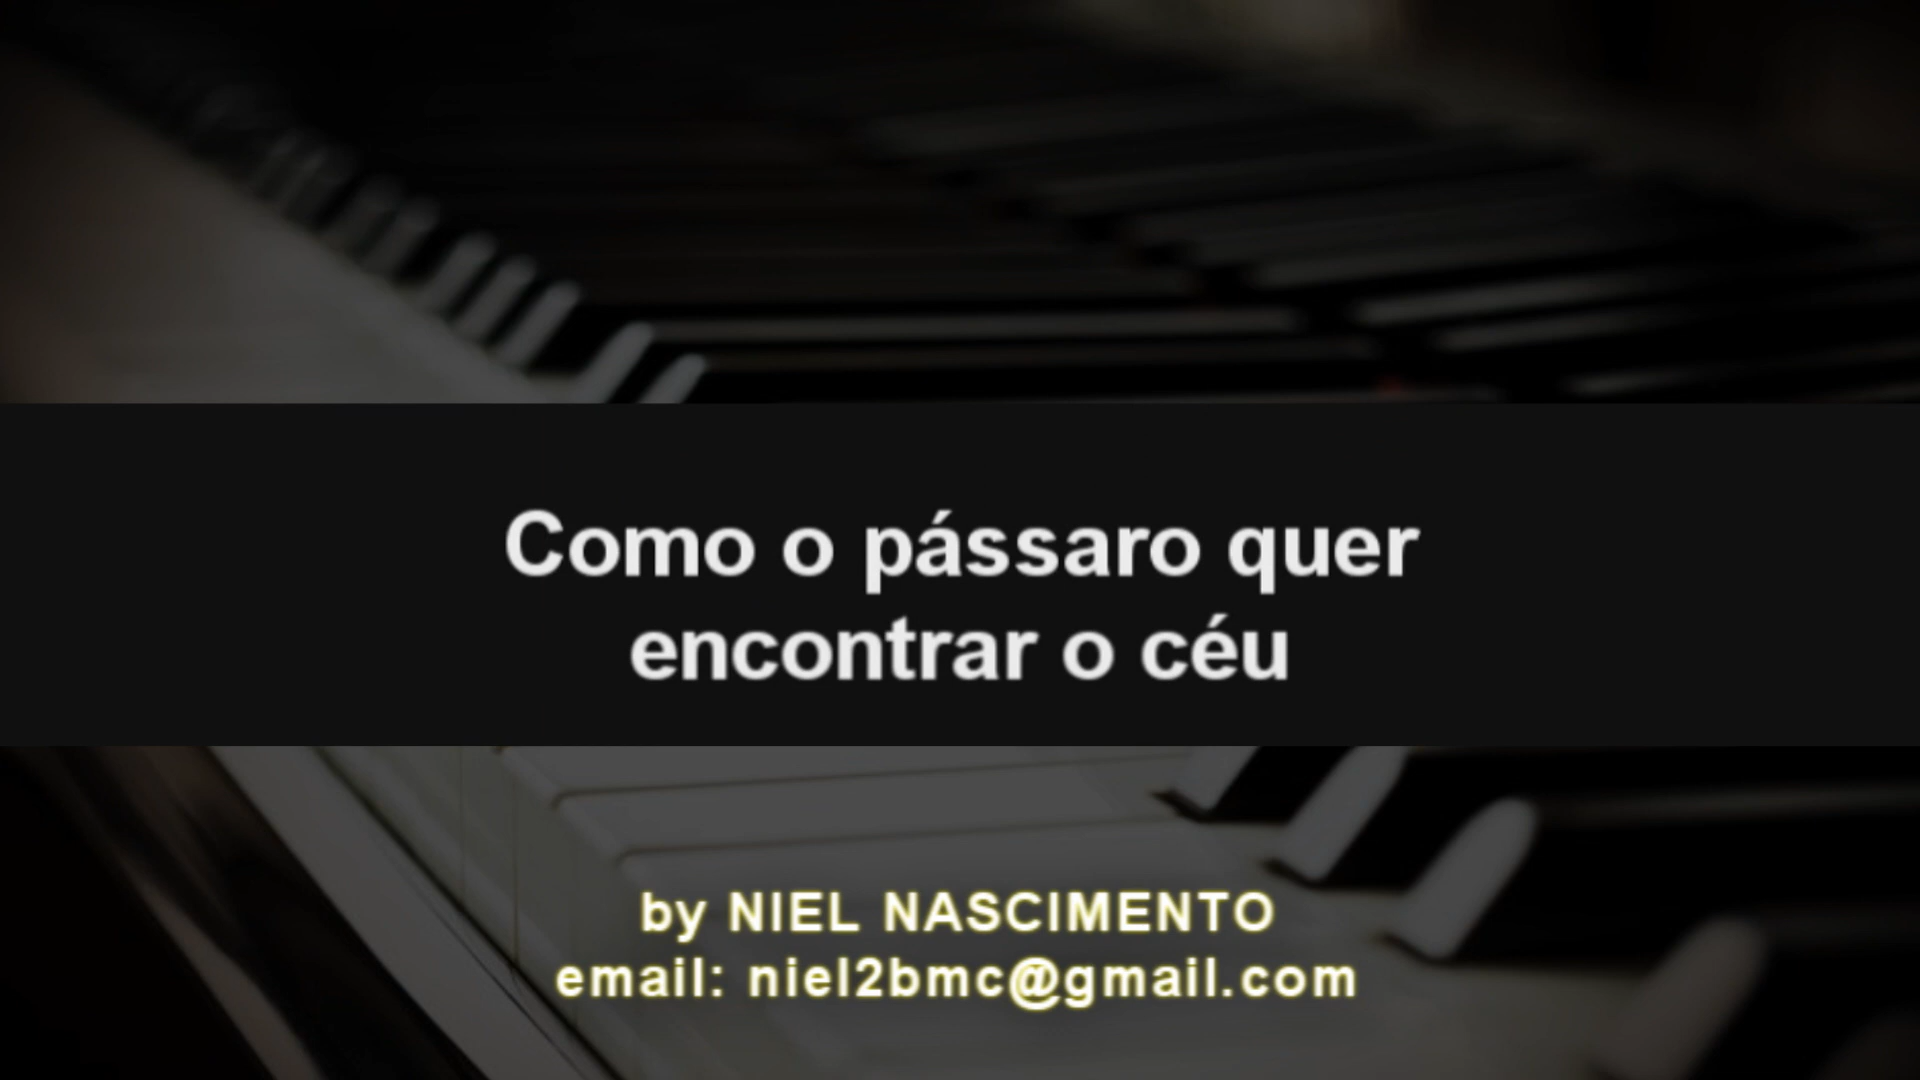 Como o pássaro quer
encontrar o céu
by NIEL NASCIMENTO
email: niel2bmc@gmail.com